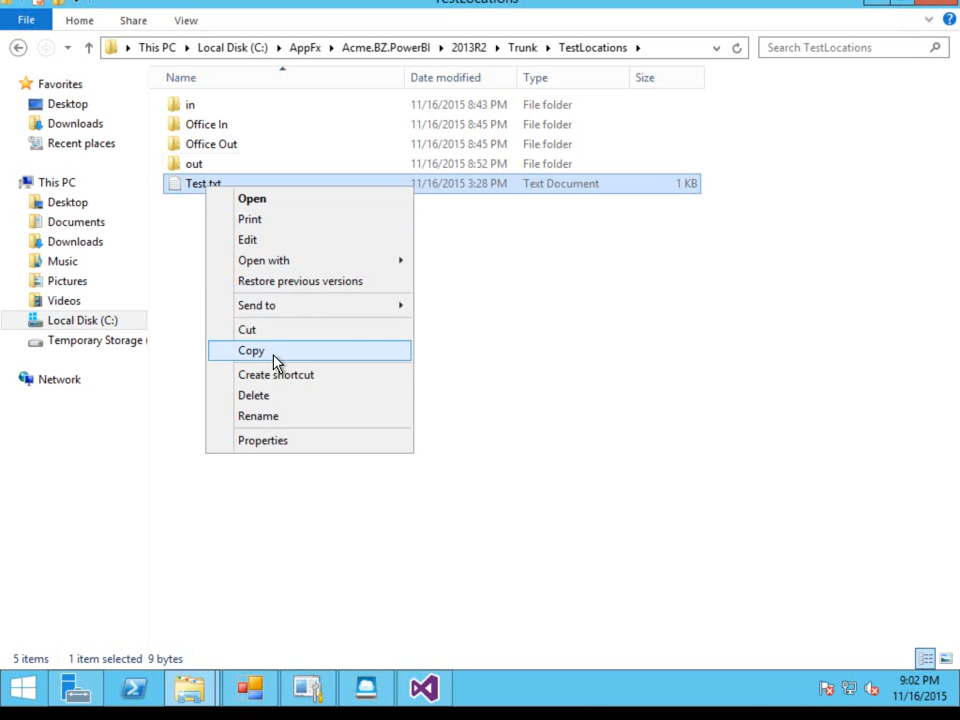 TestLocations
File Home Share View
This PC Local Disk (C:) AppFx Acme.BZ.PowerBI 2013R2 Trunk TestLocations Search TestLocations
Name Date modified Type Size
Favorites
Desktop
Downloads
Recent places
This PC
Desktop
Documents
Downloads
Music
Pictures
Videos
Local Disk (C:)
Temporary Storage (
Network
in 11/16/2015 8:43 PM File folder
Office In 11/16/2015 8:45 PM File folder
Office Out 11/16/2015 8:45 PM File folder
out 11/16/2015 8:52 PM File folder
Test.txt 11/16/2015 3:28 PM Text Document 1 KB
Open
Print
Edit
Open with
Restore previous versions
Send to
Cut
Copy
Create shortcut
Delete
Rename
Properties
5 items 1 item selected 9 bytes
9:02 PM
11/16/2015